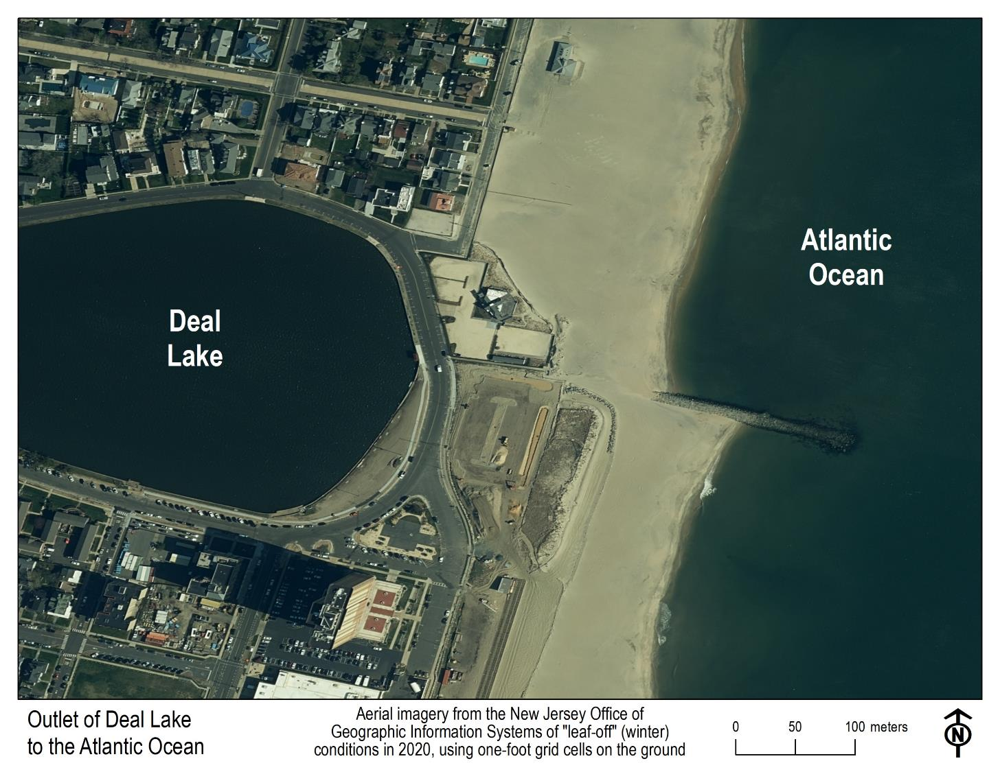 Atlantic
Ocean
Deal
Lake
Outlet of Deal Lake
to the Atlantic Ocean
Aerial imagery from the New Jersey Office of
Geographic Information Systems of "leaf-off" (winter)
conditions in 2020, using one-foot grid cells on the ground
0 50 100 meters
N